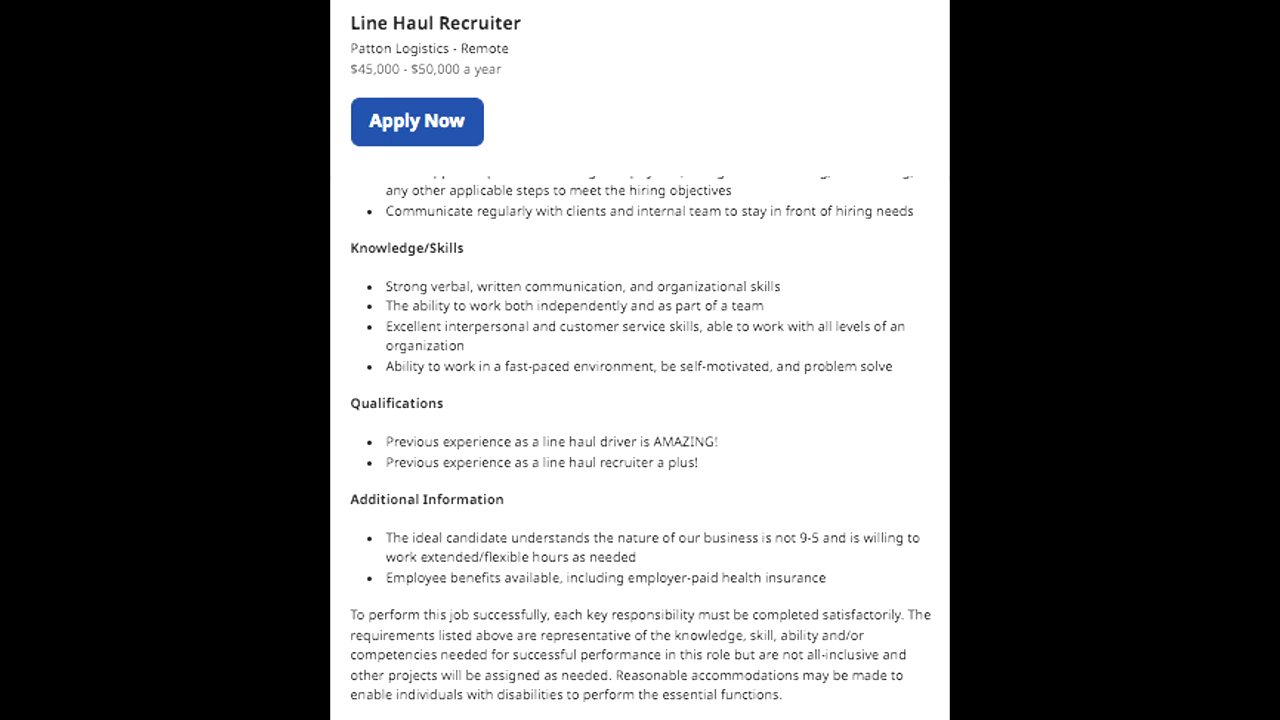 Line Haul Recruiter
Patton Logistics - Remote
$45,000 - $50,000 a year
Apply Now
any other applicable steps to meet the hiring objectives
Communicate regularly with clients and internal team to stay in front of hiring needs
Knowledge/Skills
Strong verbal, written communication, and organizational skills
The ability to work both independently and as part of a team
Excellent interpersonal and customer service skills, able to work with all levels of an
organization
Ability to work in a fast-paced environment, be self-motivated, and problem solve
Qualifications
Previous experience as a line haul driver is AMAZING!
Previous experience as a line haul recruiter a plus!
Additional Information
The ideal candidate understands the nature of our business is not 9-5 and is willing to
work extended/flexible hours as needed
Employee benefits available, including employer-paid health insurance
To perform this job successfully, each key responsibility must be completed satisfactorily. The
requirements listed above are representative of the knowledge, skill, ability and/or
competencies needed for successful performance in this role but are not all-inclusive and
other projects will be assigned as needed. Reasonable accommodations may be made to
enable individuals with disabilities to perform the essential functions.